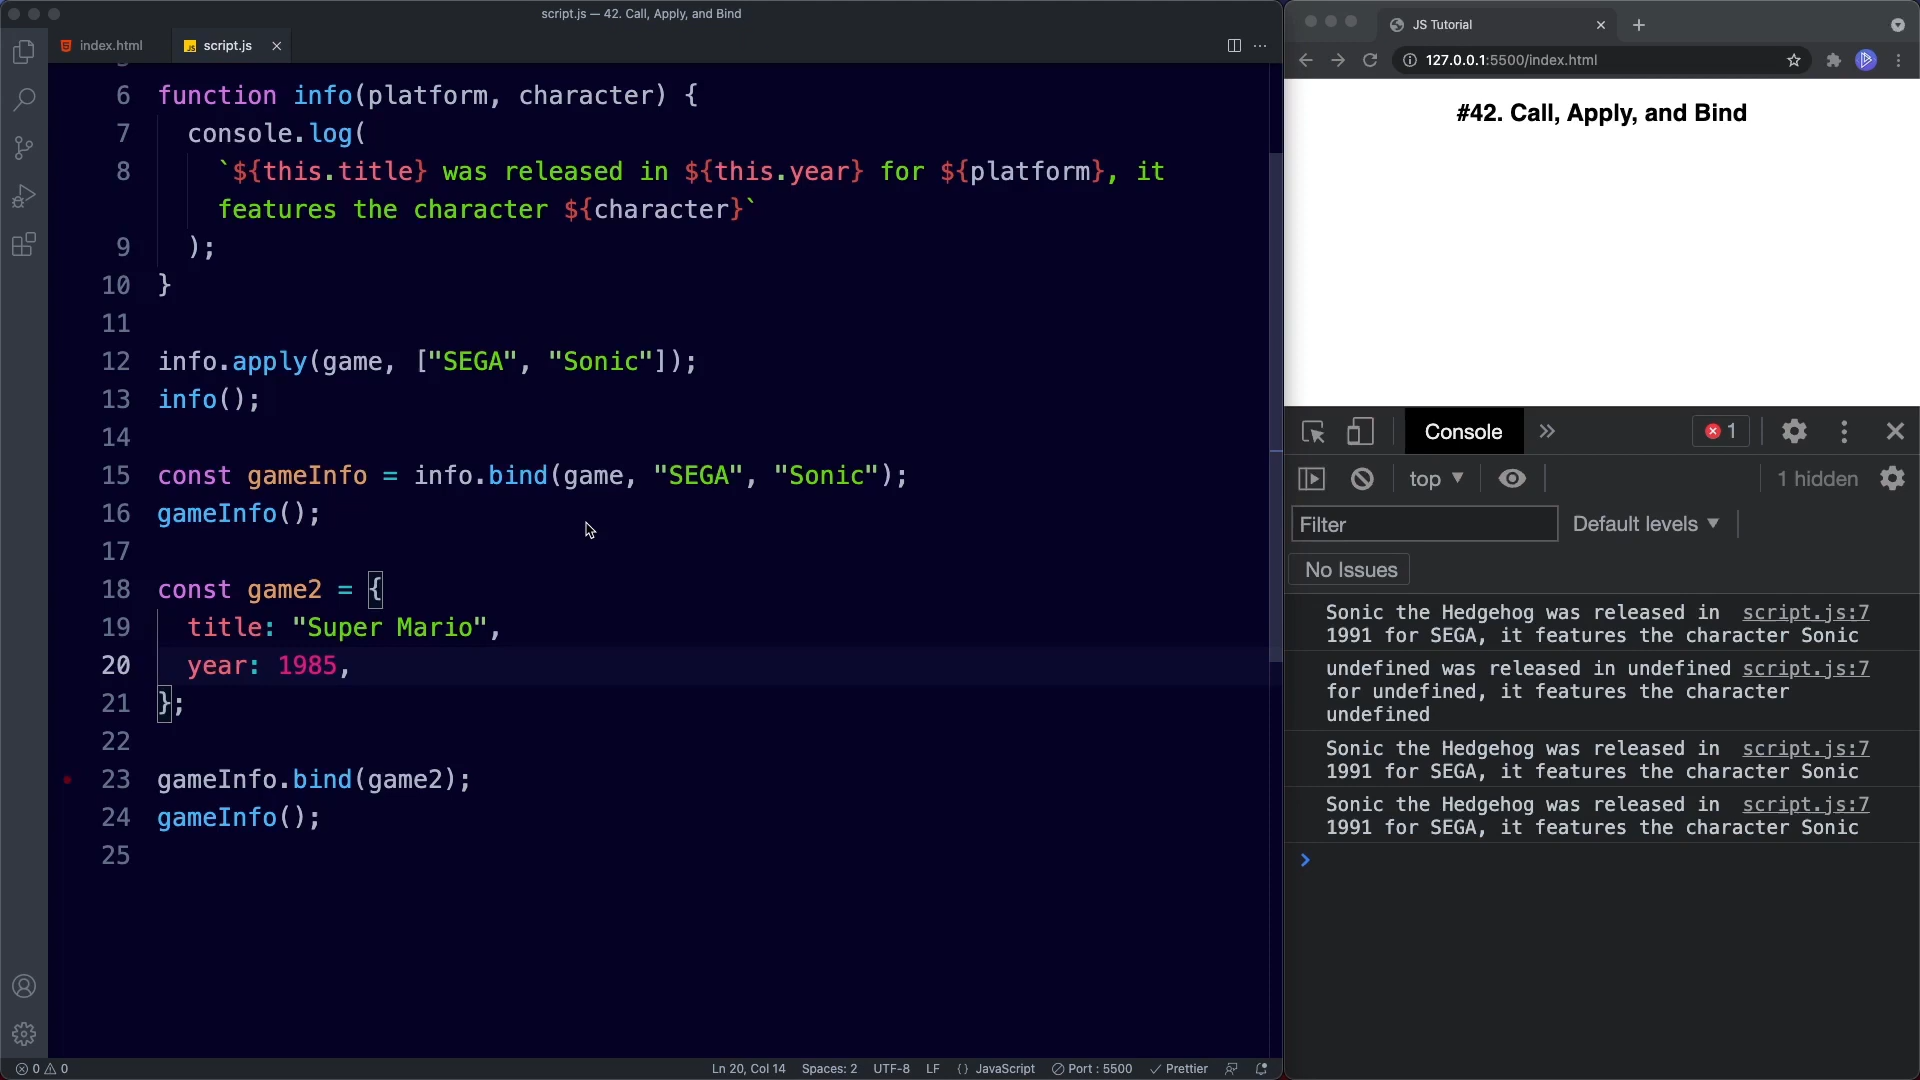 script.js — 42. Call, Apply, and Bind
index.html
JS script.js
6 function info(platform, character) {
7 console.log(
8 `${this.title} was released in ${this.year} for ${platform}, it
features the character ${character}`
9 );
10 }
11
12 info.apply(game, ["SEGA", "Sonic"]);
13 info();
14
15 const gameInfo = info.bind(game, "SEGA", "Sonic");
16 gameInfo();
17
18 const game2 = {
19 title: "Super Mario",
20 year: 1985,
21 };
22
23 gameInfo.bind(game2);
24 gameInfo();
25
0 0
Ln 20, Col 14 Spaces: 2 UTF-8 LF {} JavaScript Port : 5500 Prettier
JS Tutorial
127.0.0.1:5500/index.html
#42. Call, Apply, and Bind
Console
1
top
1 hidden
Filter
Default levels
No Issues
Sonic the Hedgehog was released in script.js:7
1991 for SEGA, it features the character Sonic
undefined was released in undefined script.js:7
for undefined, it features the character
undefined
Sonic the Hedgehog was released in script.js:7
1991 for SEGA, it features the character Sonic
Sonic the Hedgehog was released in script.js:7
1991 for SEGA, it features the character Sonic